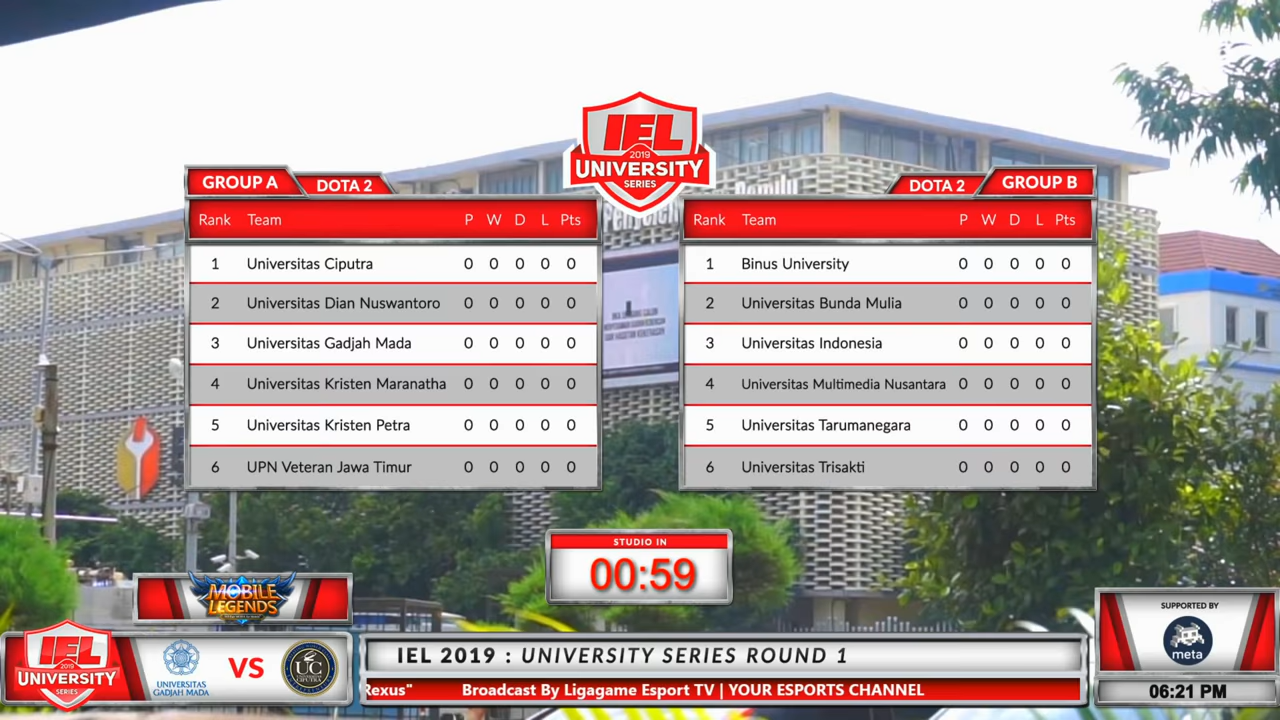 IEL
2019
UNIVERSITY
SERIES
GROUP A
DOTA 2
Rank Team P W D L Pts
1 Universitas Ciputra 0 0 0 0 0
2 Universitas Dian Nuswantoro 0 0 0 0 0
3 Universitas Gadjah Mada 0 0 0 0 0
4 Universitas Kristen Maranatha 0 0 0 0 0
5 Universitas Kristen Petra 0 0 0 0 0
6 UPN Veteran Jawa Timur 0 0 0 0 0
DOTA 2
GROUP B
Rank Team P W D L Pts
1 Binus University 0 0 0 0 0
2 Universitas Bunda Mulia 0 0 0 0 0
3 Universitas Indonesia 0 0 0 0 0
4 Universitas Multimedia Nusantara 0 0 0 0 0
5 Universitas Tarumanegara 0 0 0 0 0
6 Universitas Trisakti 0 0 0 0 0
STUDIO IN
00:59
MOBILE
LEGENDS
IEL
2019
UNIVERSITY
SERIES
UNIVERSITAS
GADJAH MADA
VS
UC
IEL 2019 : UNIVERSITY SERIES ROUND 1
Rexus" Broadcast By Ligagame Esport TV | YOUR ESPORTS CHANNEL
SUPPORTED BY
meta
06:21 PM